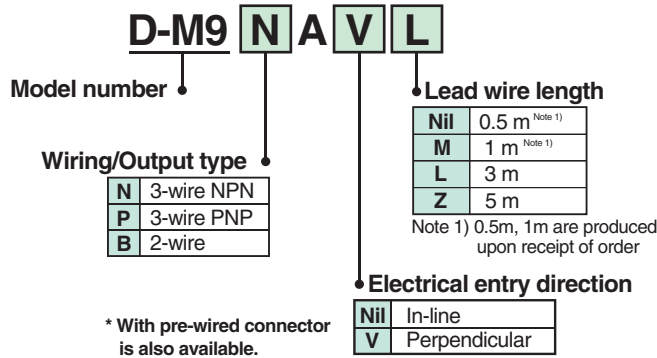 D-M9 N A V L
Model number
Lead wire length
Nil 0.5 m Note 1)
M 1 m Note 1)
L 3 m
Z 5 m
Note 1) 0.5m, 1m are produced
upon receipt of order
Wiring/Output type
N 3-wire NPN
P 3-wire PNP
B 2-wire
Electrical entry direction
Nil In-line
V Perpendicular
* With pre-wired connector
is also available.